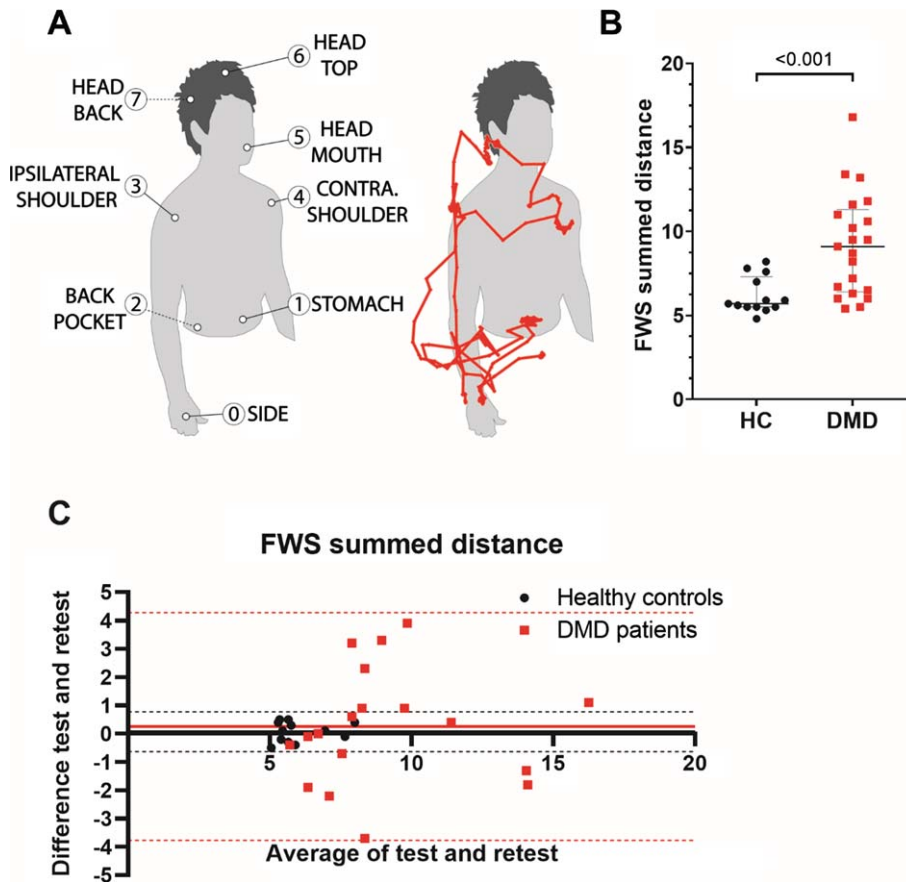 A
6 HEAD
TOP
HEAD 7
BACK
5 HEAD
MOUTH
IPSILATERAL 3
SHOULDER
4 CONTRA.
SHOULDER
BACK 2
POCKET
1 STOMACH
0 SIDE
B
<0.001
20
15
10
5
0
FWS summed distance
HC DMD
C
FWS summed distance
Healthy controls
DMD patients
5
4
3
2
1
0
-1
-2
-3
-4
-5
Difference test and retest
5 10 15 20
Average of test and retest